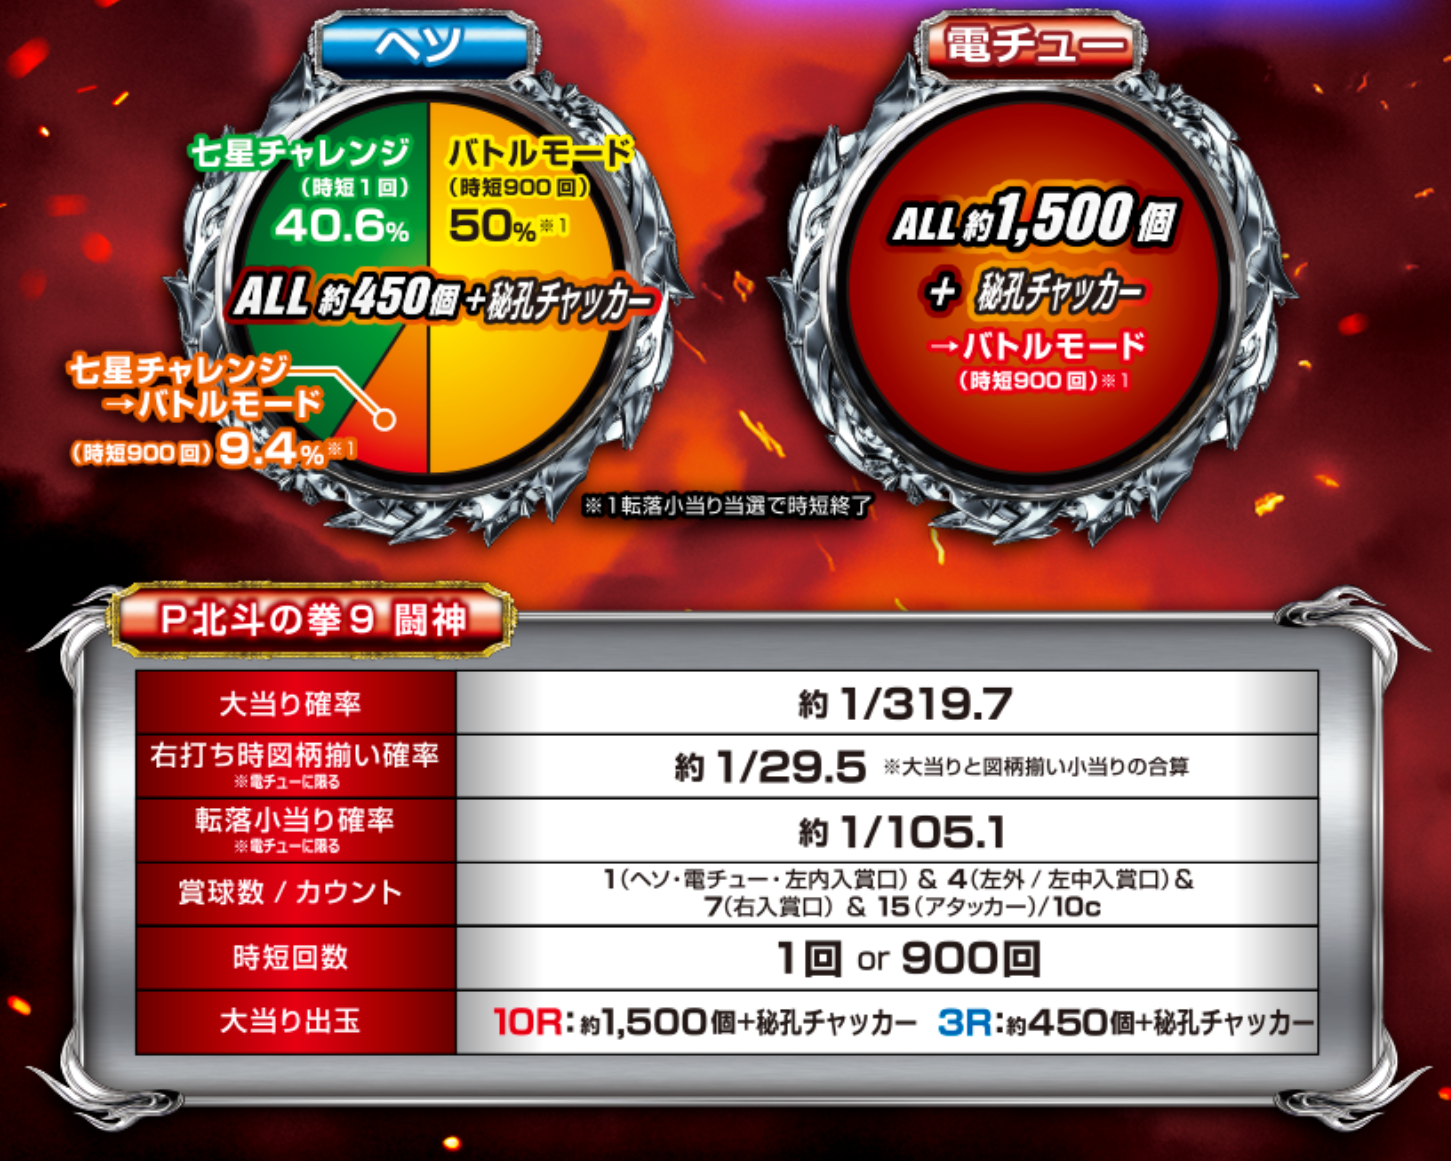 ヘソ
電チュー
七星チャレンジ
(時短1回)
40.6%
バトルモード
(時短900回)
50%※1
ALL 約450個+秘孔チャッカー
七星チャレンジ
→バトルモード
(時短900回) 9.4%※1
ALL 約1,500個
+ 秘孔チャッカー
→バトルモード
(時短900回)※1
※1転落小当り当選で時短終了
P北斗の拳9 闘神
大当り確率
約 1/319.7
右打ち時図柄揃い確率
※電チューに限る
約 1/29.5 ※大当りと図柄揃い小当りの合算
転落小当り確率
※電チューに限る
約 1/105.1
賞球数 / カウント
1(ヘソ・電チュー・左内入賞口) & 4(左外 / 左中入賞口)&
7(右入賞口) & 15(アタッカー)/10c
時短回数
1回 or 900回
大当り出玉
10R:約1,500個+秘孔チャッカー 3R:約450個+秘孔チャッカー